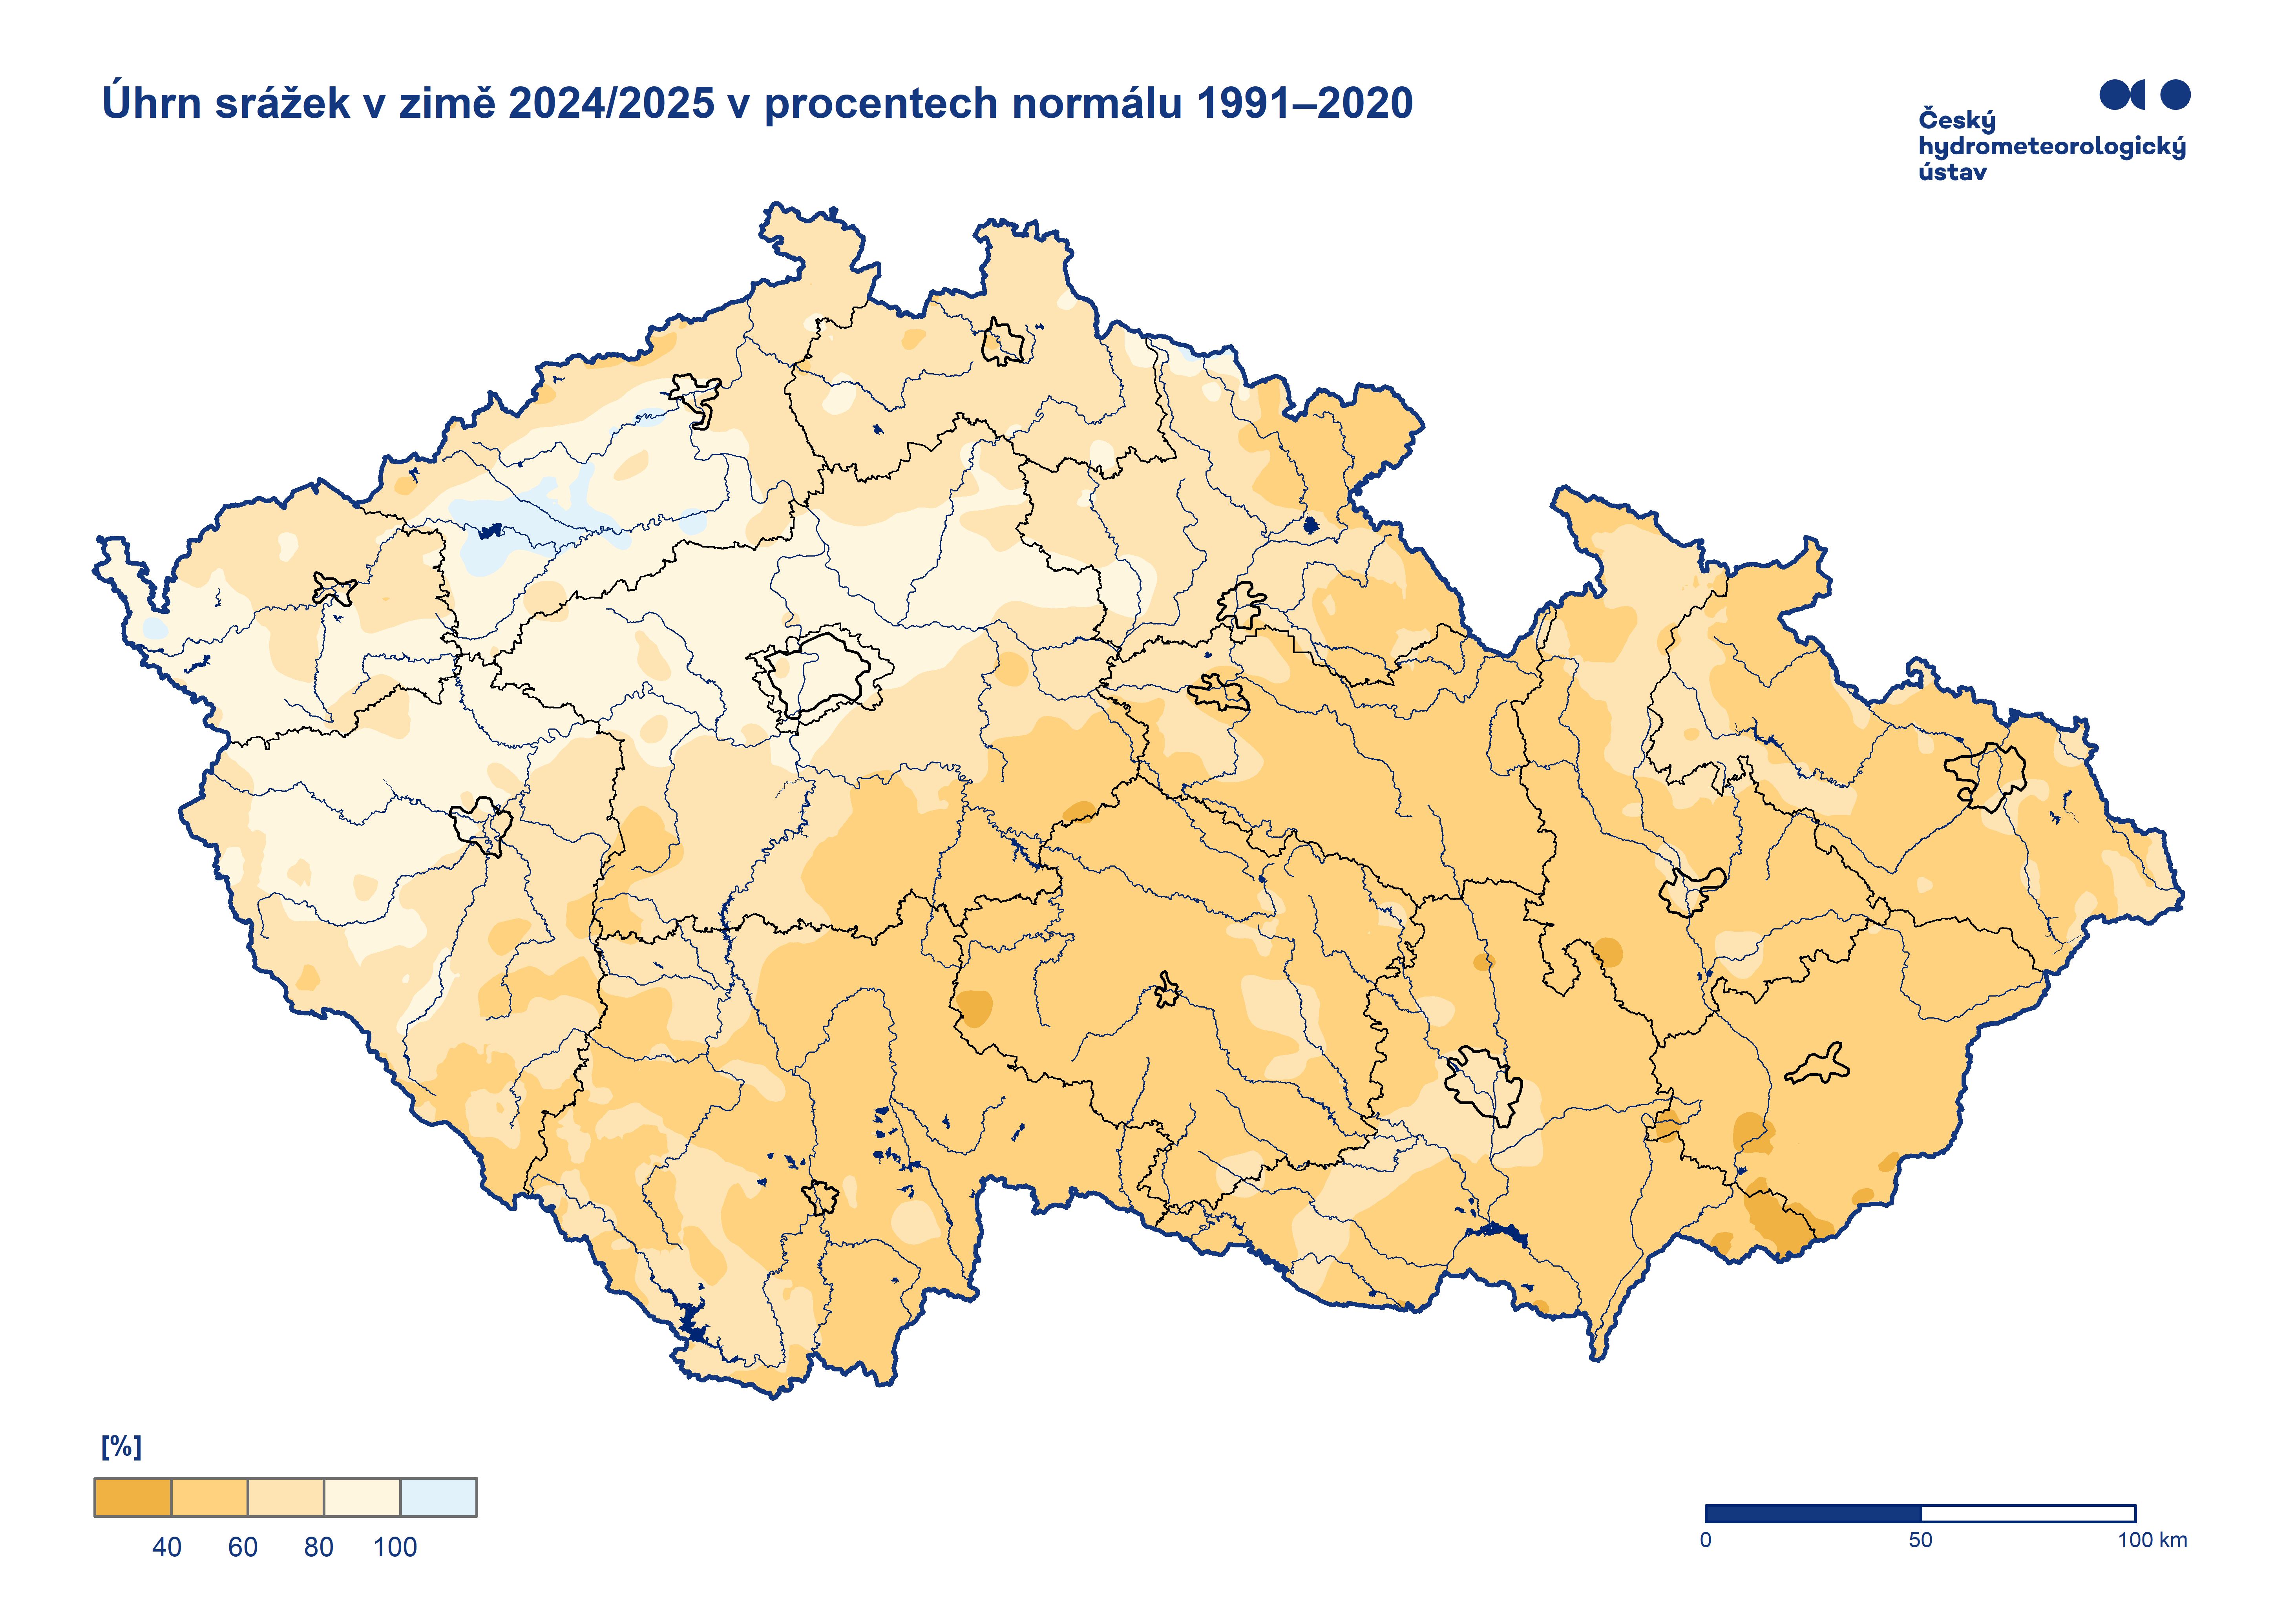 Úhrn srážek v zimě 2024/2025 v procentech normálu 1991–2020
Český
hydrometeorologický
ústav
[%]
40 60 80 100
0 50 100 km